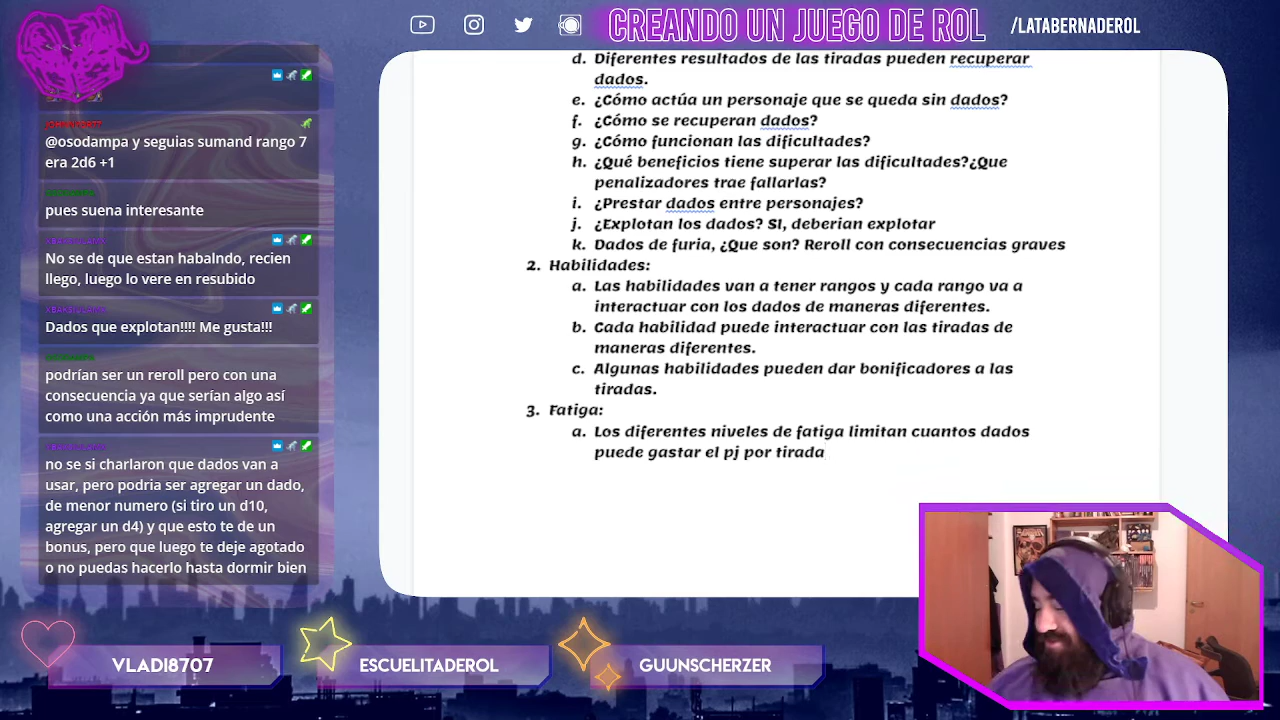 CREANDO UN JUEGO DE ROL
/LATABERNADEROL
@osofampa y seguias sumand rango 7
era 2d6 +1
pues suena interesante
No se de que estan habalndo, recien
llego, luego lo vere en resubido
Dados que explotan!!!! Me gusta!!!
podrían ser un reroll pero con una
consecuencia ya que serían algo así
como una acción más imprudente
no se si charlaron que dados van a
usar, pero podria ser agregar un dado,
de menor numero (si tiro un d10,
agregar un d4) y que esto te de un
bonus, pero que luego te deje agotado
o no puedas hacerlo hasta dormir bien
d. Diferentes resultados de las tiradas pueden recuperar
dados.
e. ¿Cómo actúa un personaje que se queda sin dados?
f. ¿Cómo se recuperan dados?
g. ¿Cómo funcionan las dificultades?
h. ¿Qué beneficios tiene superar las dificultades?¿Que
penalizadores trae fallarlas?
i. ¿Prestar dados entre personajes?
j. ¿Explotan los dados? SI, deberian explotar
k. Dados de furia, ¿Que son? Reroll con consecuencias graves
2. Habilidades:
a. Las habilidades van a tener rangos y cada rango va a
interactuar con los dados de maneras diferentes.
b. Cada habilidad puede interactuar con las tiradas de
maneras diferentes.
c. Algunas habilidades pueden dar bonificadores a las
tiradas.
3. Fatiga:
a. Los diferentes niveles de fatiga limitan cuantos dados
puede gastar el pj por tirada
VLADI8707
ESCUELITADEROL
GUUNSCHERZER